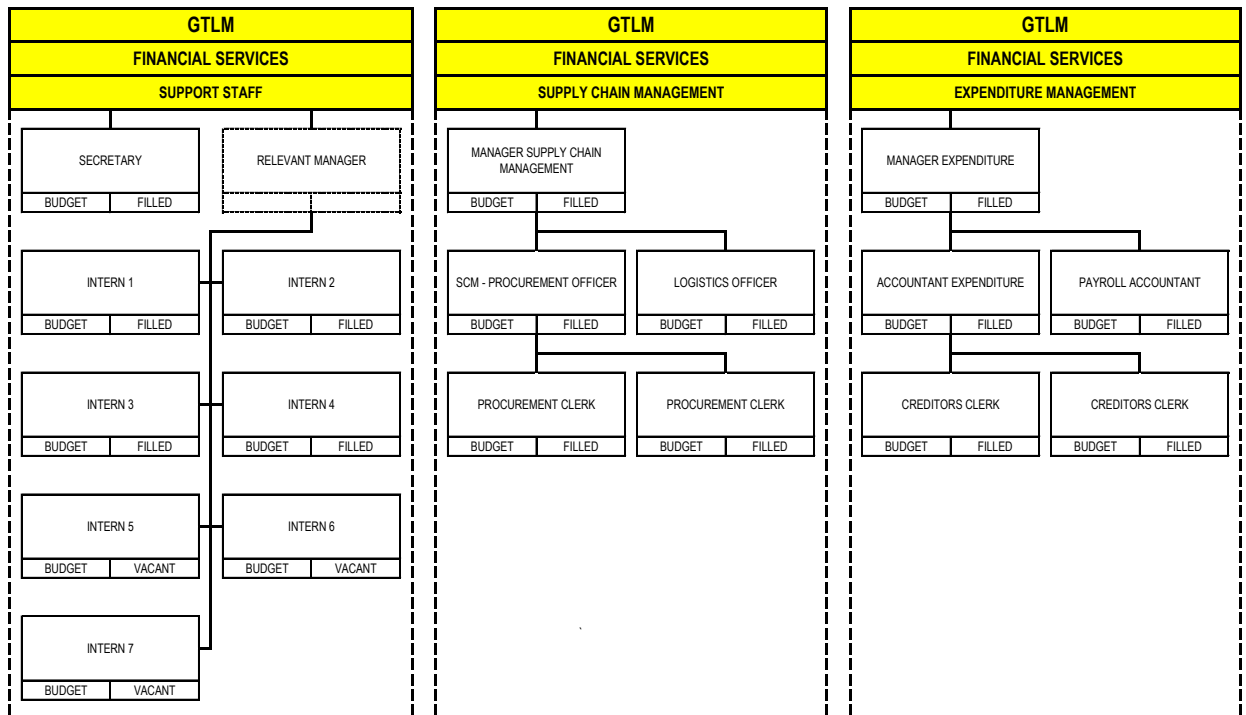 GTLM
FINANCIAL SERVICES
SUPPORT STAFF
SECRETARY
BUDGET FILLED
RELEVANT MANAGER
INTERN 1
BUDGET FILLED
INTERN 2
BUDGET FILLED
INTERN 3
BUDGET FILLED
INTERN 4
BUDGET FILLED
INTERN 5
BUDGET VACANT
INTERN 6
BUDGET VACANT
INTERN 7
BUDGET VACANT
GTLM
FINANCIAL SERVICES
SUPPLY CHAIN MANAGEMENT
MANAGER SUPPLY CHAIN
MANAGEMENT
BUDGET FILLED
SCM - PROCUREMENT OFFICER
BUDGET FILLED
LOGISTICS OFFICER
BUDGET FILLED
PROCUREMENT CLERK
BUDGET FILLED
PROCUREMENT CLERK
BUDGET FILLED
`
GTLM
FINANCIAL SERVICES
EXPENDITURE MANAGEMENT
MANAGER EXPENDITURE
BUDGET FILLED
ACCOUNTANT EXPENDITURE
BUDGET FILLED
PAYROLL ACCOUNTANT
BUDGET FILLED
CREDITORS CLERK
BUDGET FILLED
CREDITORS CLERK
BUDGET FILLED